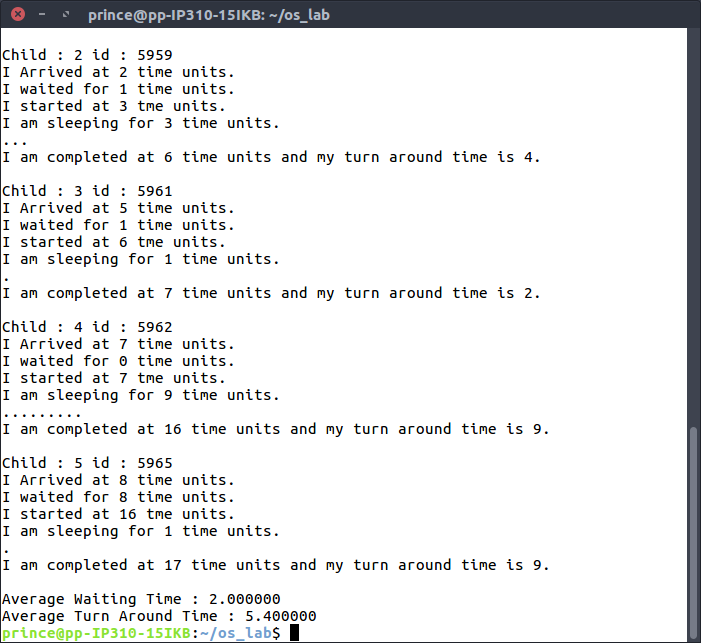 prince@pp-IP310-15IKB: ~/os_lab
Child : 2 id : 5959
I Arrived at 2 time units.
I waited for 1 time units.
I started at 3 tme units.
I am sleeping for 3 time units.
...
I am completed at 6 time units and my turn around time is 4.
Child : 3 id : 5961
I Arrived at 5 time units.
I waited for 1 time units.
I started at 6 tme units.
I am sleeping for 1 time units.
.
I am completed at 7 time units and my turn around time is 2.
Child : 4 id : 5962
I Arrived at 7 time units.
I waited for 0 time units.
I started at 7 tme units.
I am sleeping for 9 time units.
.........
I am completed at 16 time units and my turn around time is 9.
Child : 5 id : 5965
I Arrived at 8 time units.
I waited for 8 time units.
I started at 16 tme units.
I am sleeping for 1 time units.
.
I am completed at 17 time units and my turn around time is 9.
Average Waiting Time : 2.000000
Average Turn Around Time : 5.400000
prince@pp-IP310-15IKB:~/os_lab$